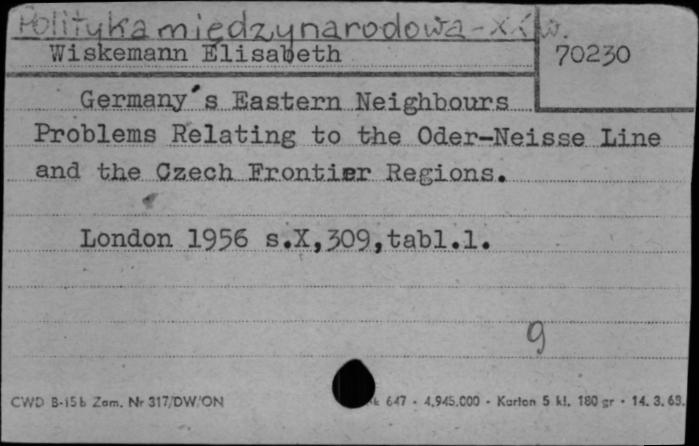 Polityka międzynarodowa - XX w.
Wiskemann Elisabeth
70230
Germany's Eastern Neighbours
Problems Relating to the Oder-Neisse Line
and the Czech Frontier Regions.
London 1956 s.X,309,tabl.1.
9
CWD B-15b Zam. Nr 317/DW/ON
647 - 4.945.000 - Karton 5 kl. 180 gr - 14. 3. 63.